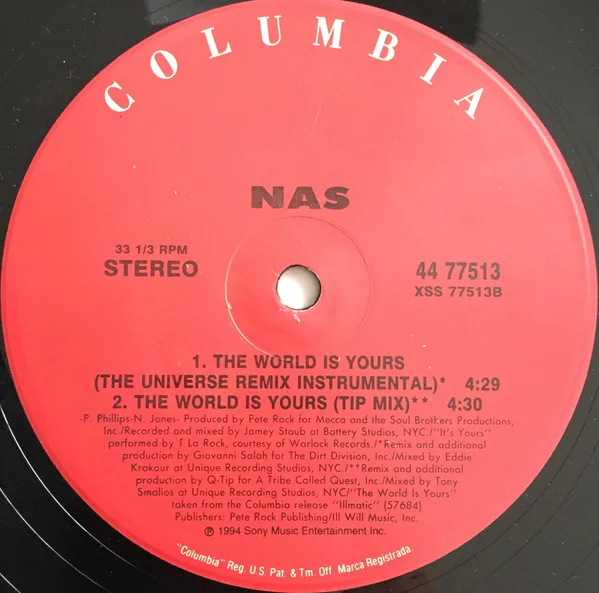 COLUMBIA
NAS
33 1/3 RPM
STEREO
44 77513
XSS 77513B
1. THE WORLD IS YOURS
(THE UNIVERSE REMIX INSTRUMENTAL)* 4:29
2. THE WORLD IS YOURS (TIP MIX)** 4:30
-P. Phillips-N. Jones- Produced by Pete Rock for Mecca and the Soul Brothers Productions,
Inc./Recorded and mixed by Jamey Staub at Battery Studios, NYC./"It's Yours"
performed by T La Rock, courtesy of Warlock Records./*Remix and additional
production by Giovanni Salah for The Dirt Division, Inc./Mixed by Eddie
Krakaur at Unique Recording Studios, NYC./**Remix and additional
production by Q-Tip for A Tribe Called Quest, Inc./Mixed by Tony
Smalios at Unique Recording Studios, NYC/"The World Is Yours"
taken from the Columbia release "Illmatic" (57684)
Publishers: Pete Rock Publishing/Ill Will Music, Inc.
℗ 1994 Sony Music Entertainment Inc.
"Columbia" Reg. U.S. Pat. & Tm. Off. Marca Registrada.